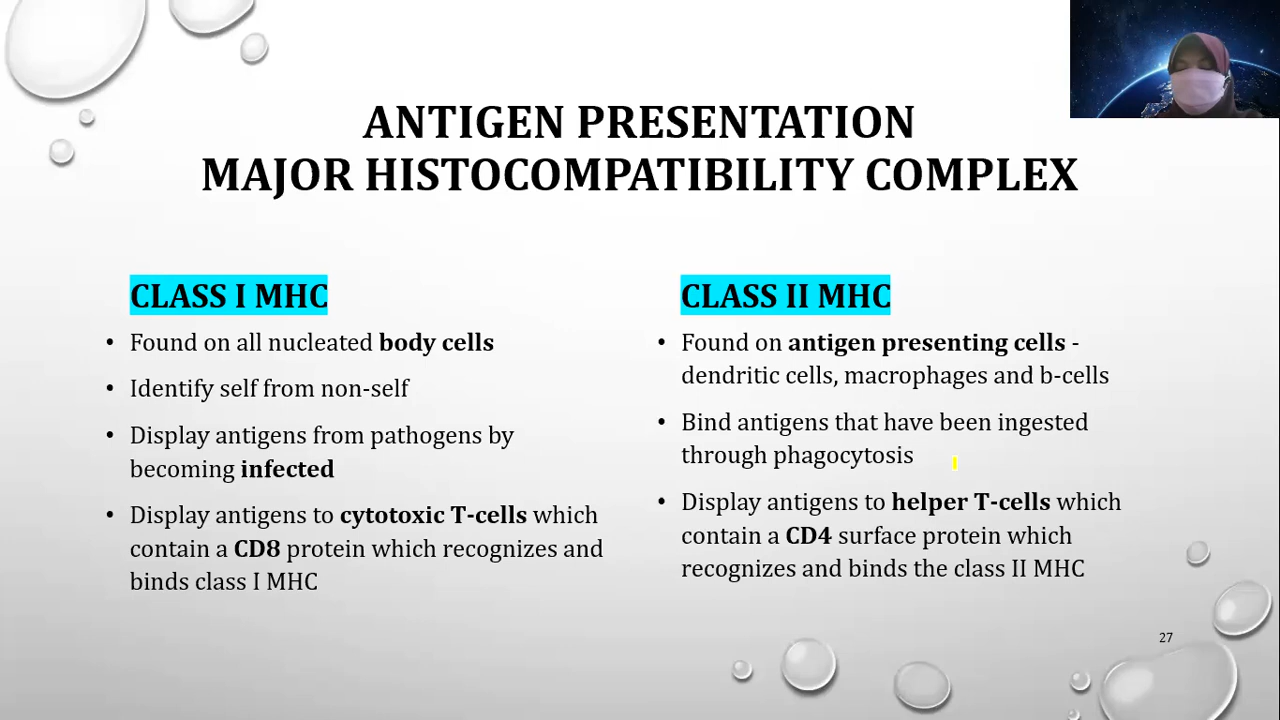 ANTIGEN PRESENTATION
MAJOR HISTOCOMPATIBILITY COMPLEX
CLASS I MHC
• Found on all nucleated body cells
• Identify self from non-self
• Display antigens from pathogens by
becoming infected
• Display antigens to cytotoxic T-cells which
contain a CD8 protein which recognizes and
binds class I MHC
CLASS II MHC
• Found on antigen presenting cells -
dendritic cells, macrophages and b-cells
• Bind antigens that have been ingested
through phagocytosis
• Display antigens to helper T-cells which
contain a CD4 surface protein which
recognizes and binds the class II MHC
27